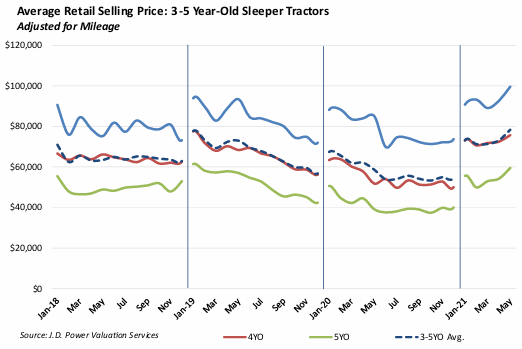 Average Retail Selling Price: 3-5 Year-Old Sleeper Tractors
Adjusted for Mileage
$120,000
$100,000
$80,000
$60,000
$40,000
$20,000
$0
Jan-18 Mar May Jul Sep Nov Jan-19 Mar May Jul Sep Nov Jan-20 Mar May Jul Sep Nov Jan-21 Mar May
Source: J.D. Power Valuation Services
4YO 5YO 3-5YO Avg.